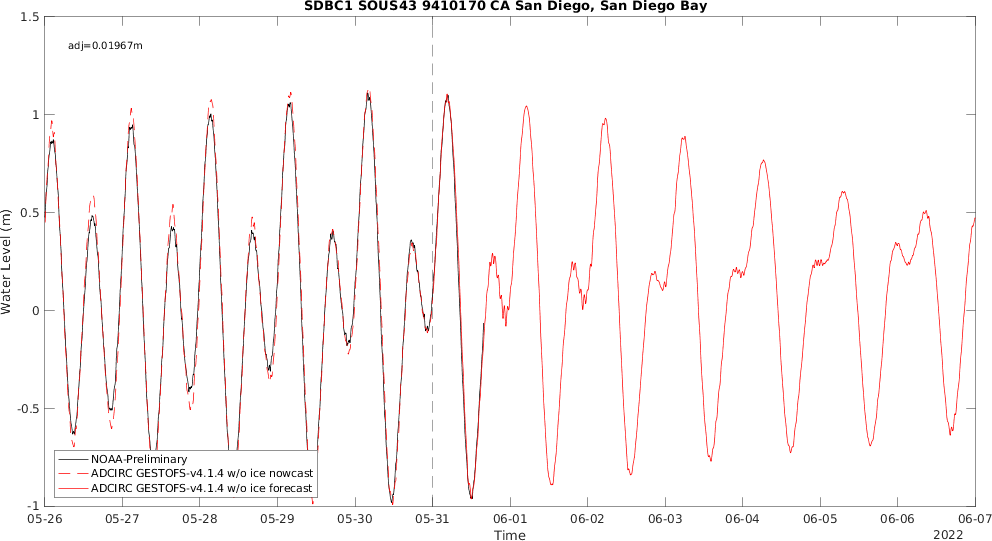 SDBC1 SOUS43 9410170 CA San Diego, San Diego Bay
1.5
adj=0.01967m
1
0.5
0
-0.5
-1
Water Level (m)
NOAA-Preliminary
ADCIRC GESTOFS-v4.1.4 w/o ice nowcast
ADCIRC GESTOFS-v4.1.4 w/o ice forecast
05-26 05-27 05-28 05-29 05-30 05-31 06-01 06-02 06-03 06-04 06-05 06-06 06-07
Time
2022